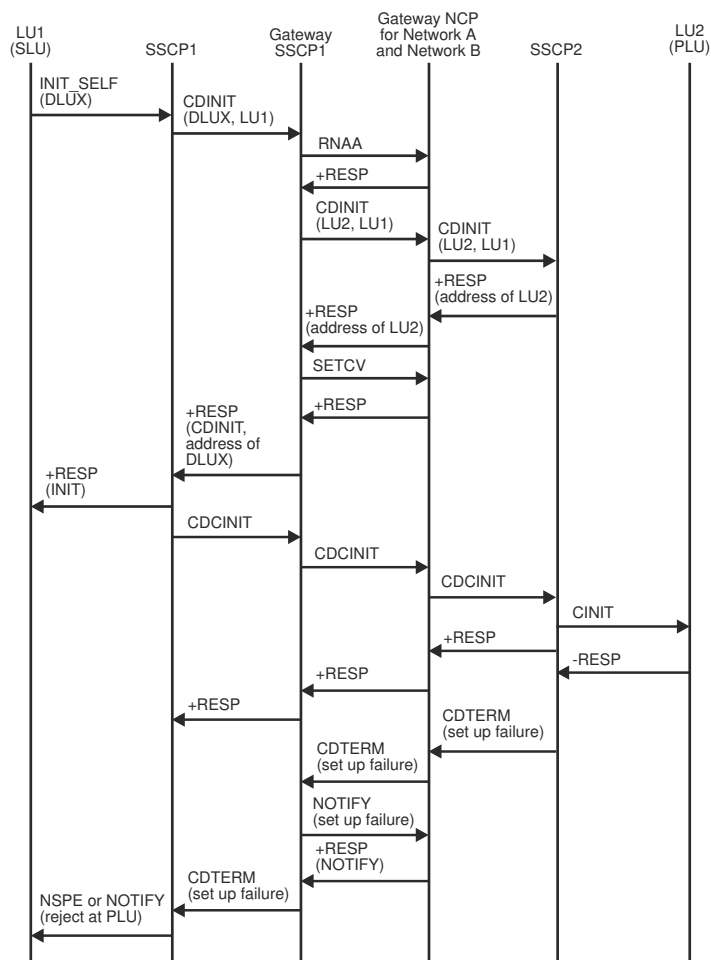 LU1
(SLU)
SSCP1
Gateway
SSCP1
Gateway NCP
for Network A
and Network B
SSCP2
LU2
(PLU)
INIT_SELF
(DLUX)
CDINIT
(DLUX, LU1)
RNAA
+RESP
CDINIT
(LU2, LU1)
CDINIT
(LU2, LU1)
+RESP
(address of LU2)
+RESP
(address of LU2)
SETCV
+RESP
+RESP
(CDINIT,
address of
DLUX)
+RESP
(INIT)
CDCINIT
CDCINIT
CDCINIT
CINIT
+RESP
-RESP
+RESP
+RESP
CDTERM
(set up failure)
CDTERM
(set up failure)
NOTIFY
(set up failure)
+RESP
(NOTIFY)
CDTERM
(set up failure)
NSPE or NOTIFY
(reject at PLU)